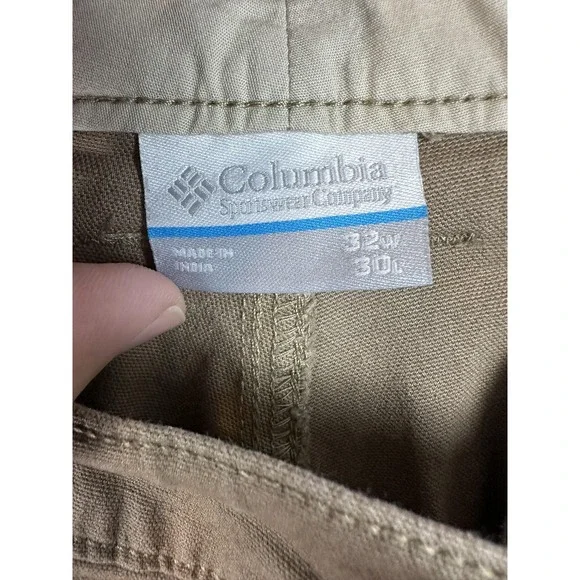 Columbia
Sportswear Company
MADE IN
INDIA
32W
30L